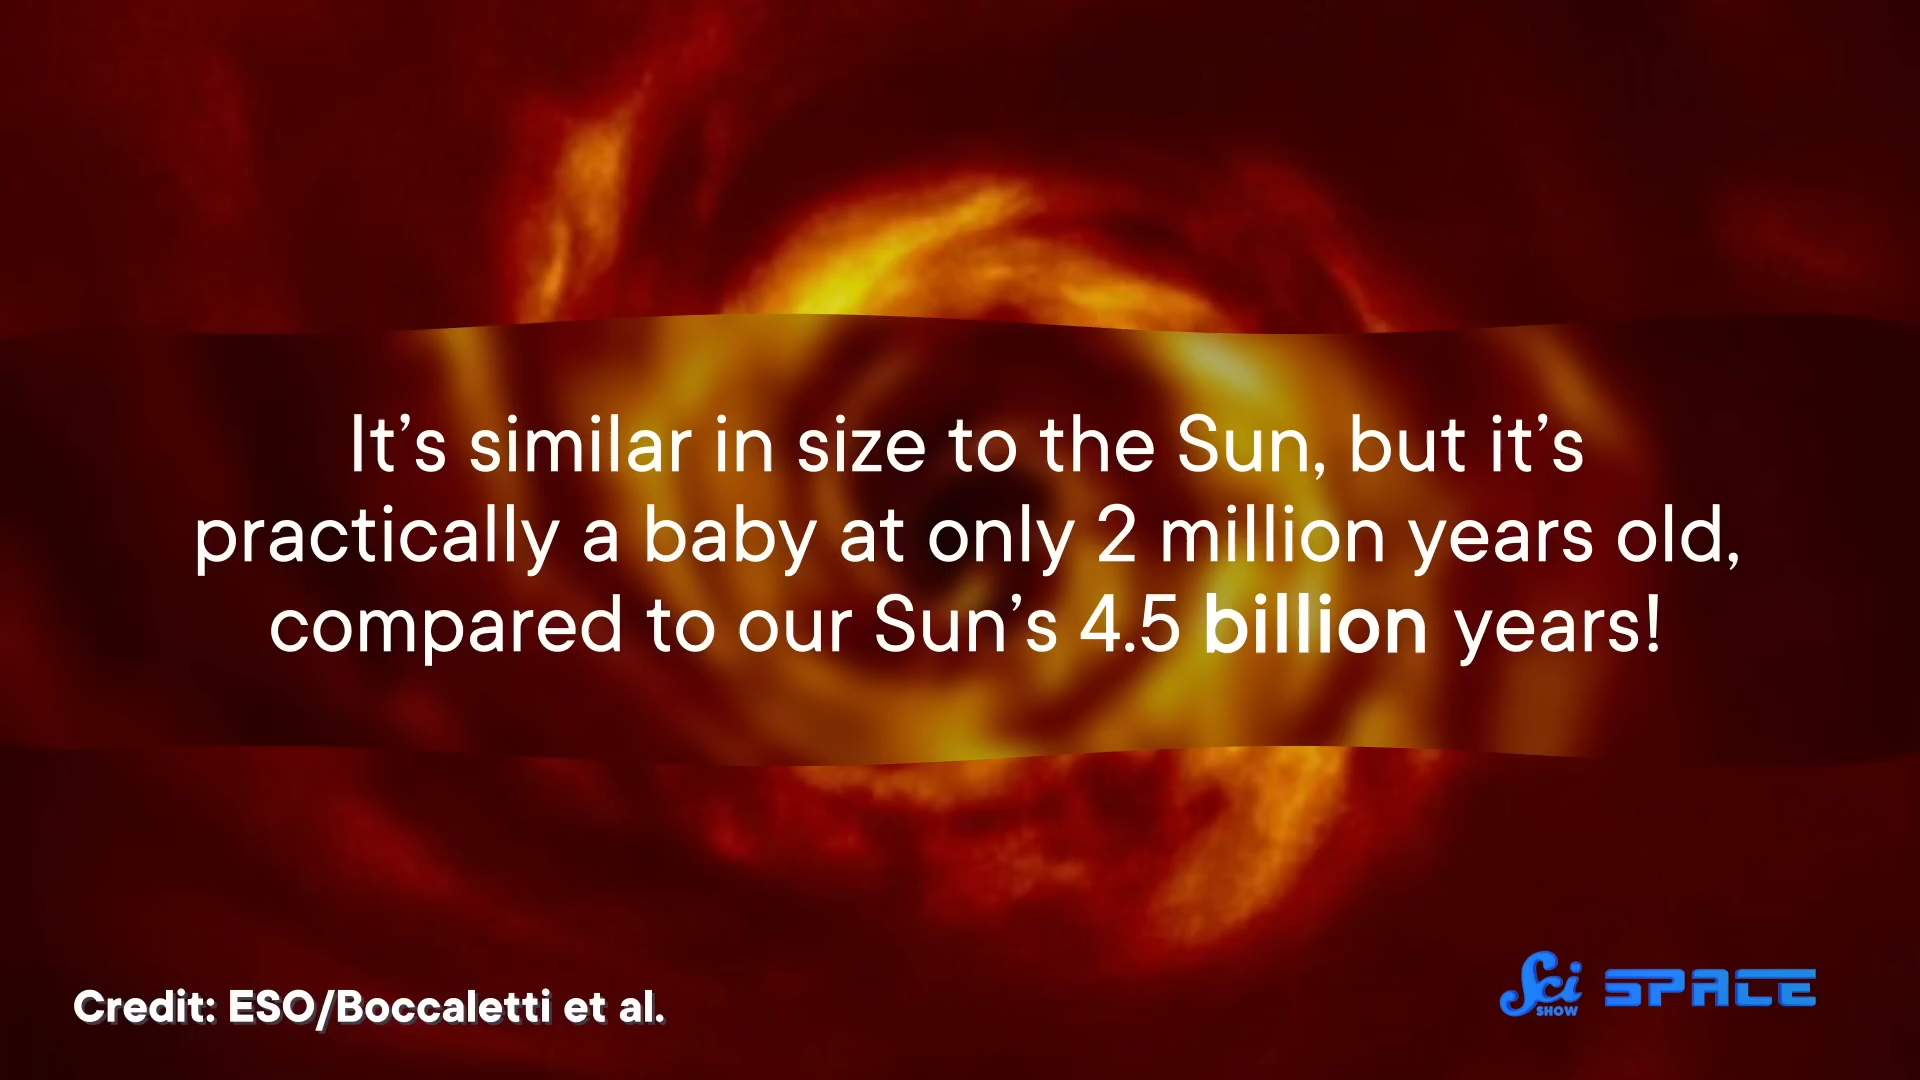 It’s similar in size to the Sun, but it’s
practically a baby at only 2 million years old,
compared to our Sun’s 4.5 billion years!
Credit: ESO/Boccaletti et al.
Sci SHOW SPACE